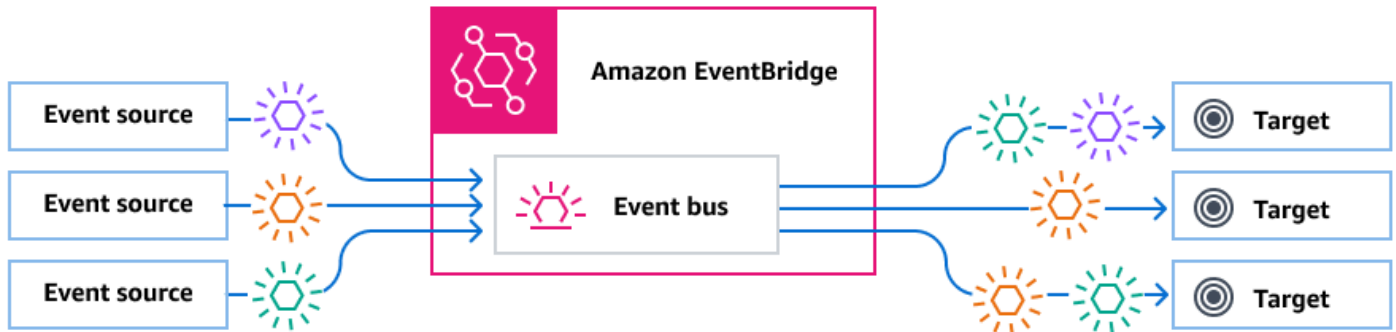 Amazon EventBridge
Event source
Event source
Event source
Event bus
Target
Target
Target